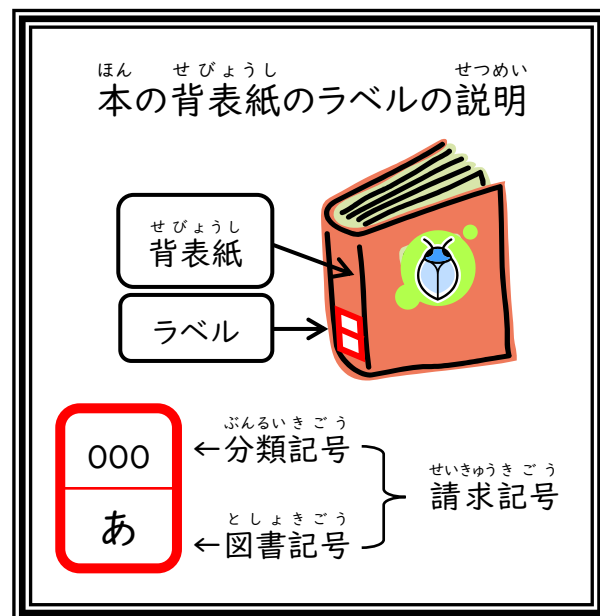 ほん せびょうし せつめい
本の背表紙のラベルの説明
せびょうし
背表紙
ラベル
ぶんるいきごう
000 ←分類記号
せいきゅうきごう
請求記号
としょきごう
あ ←図書記号